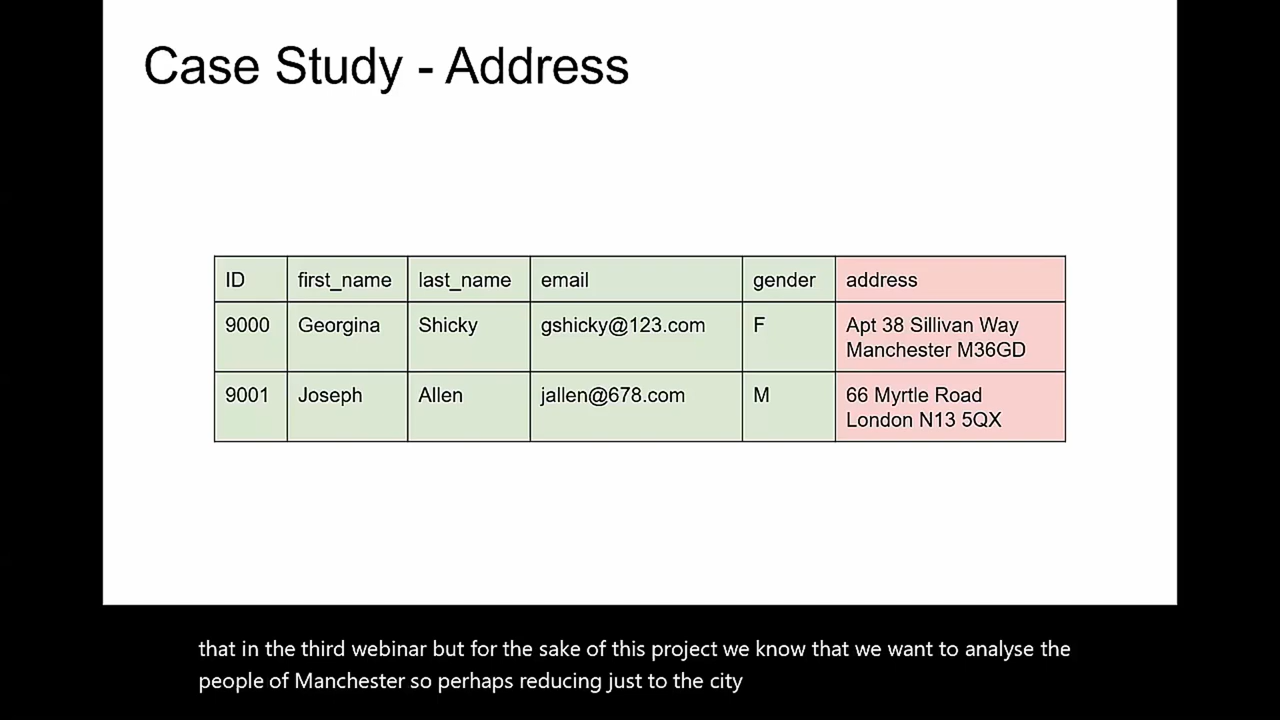 Case Study - Address
ID first_name last_name email gender address
9000 Georgina Shicky gshicky@123.com F Apt 38 Sillivan Way
Manchester M36GD
9001 Joseph Allen jallen@678.com M 66 Myrtle Road
London N13 5QX
that in the third webinar but for the sake of this project we know that we want to analyse the
people of Manchester so perhaps reducing just to the city